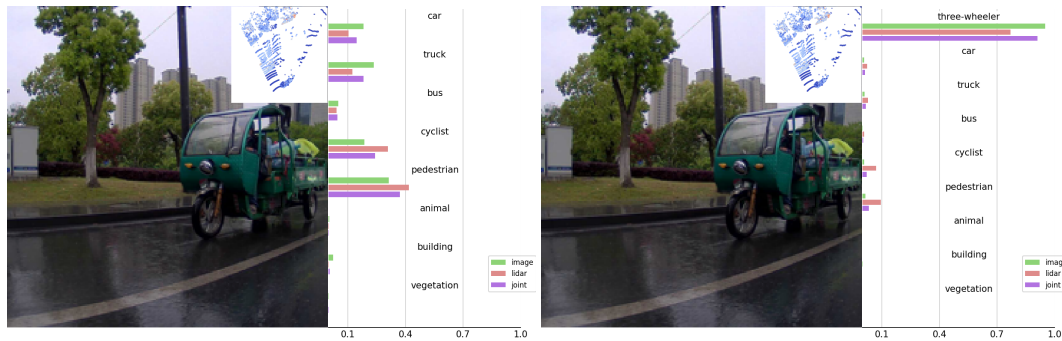 car
truck
bus
cyclist
pedestrian
animal
building
vegetation
image
lidar
joint
0.1 0.4 0.7 1.0
three-wheeler
car
truck
bus
cyclist
pedestrian
animal
building
vegetation
imag
lidar
joint
0.1 0.4 0.7 1.0